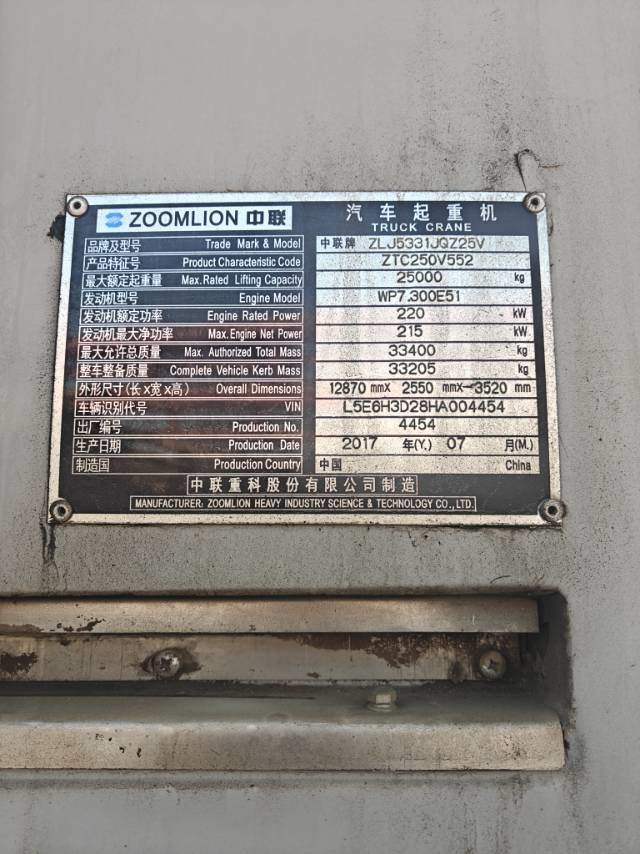 ZOOMLION 中联 汽车起重机
TRUCK CRANE
品牌及型号 Trade Mark & Model 中联牌 ZLJ5331JQZ25V
产品特征号 Product Characteristic Code ZTC250V552
最大额定起重量 Max.Rated Lifting Capacity 25000 kg
发动机型号 Engine Model WP7.300E51
发动机额定功率 Engine Rated Power 220 kW
发动机最大净功率 Max.Engine Net Power 215 kW
最大允许总质量 Max. Authorized Total Mass 33400 kg
整车整备质量 Complete Vehicle Kerb Mass 33205 kg
外形尺寸(长x宽x高) Overall Dimensions 12870 mmX 2550 mmX 3520 mm
车辆识别代号 VIN L5E6H3D28HA004454
出厂编号 Production No. 4454
生产日期 Production Date 2017 年(Y.) 07 月(M.)
制造国 Production Country 中国 China
中联重科股份有限公司制造
MANUFACTURER: ZOOMLION HEAVY INDUSTRY SCIENCE & TECHNOLOGY CO.,LTD.